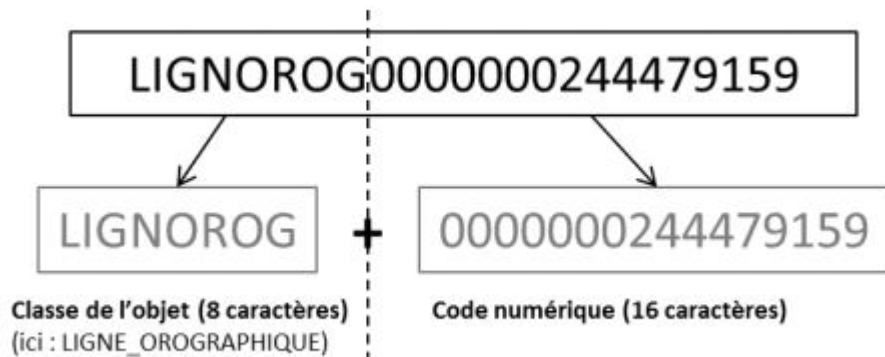 LIGNOROG0000000244479159
LIGNOROG + 0000000244479159
Classe de l'objet (8 caractères) Code numérique (16 caractères)
(ici : LIGNE_OROGRAPHIQUE)